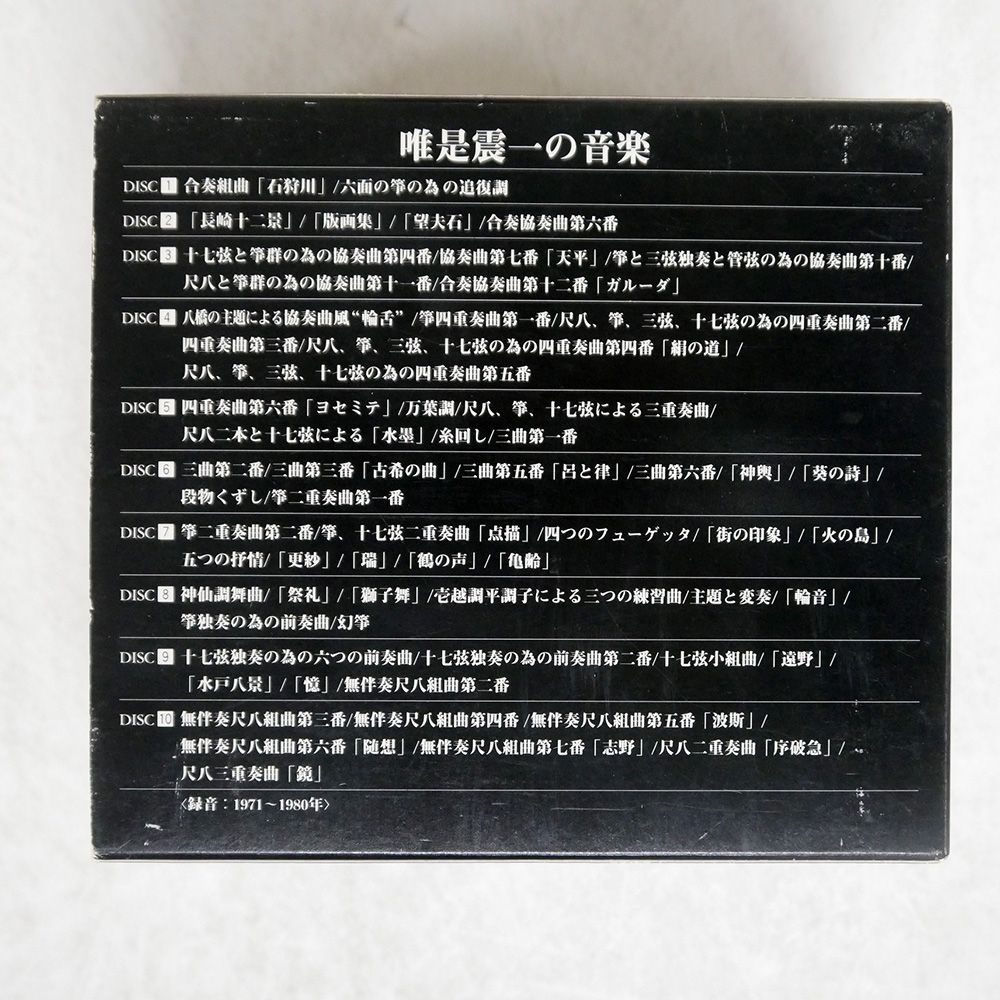 唯是震一の音楽
DISC 1 合奏組曲「石狩川」/六面の箏の為の追復調
DISC 2 「長崎十二景」/「版画集」/「望夫石」/合奏協奏曲第六番
DISC 3 十七弦と箏群の為の協奏曲第四番/協奏曲第七番「天平」/箏と三弦独奏と管弦の為の協奏曲第十番/
尺八と箏群の為の協奏曲第十一番/合奏協奏曲第十二番「ガルーダ」
DISC 4 八橋の主題による協奏曲風“輪舌”/箏四重奏曲第一番/尺八、箏、三弦、十七弦の為の四重奏曲第二番/
四重奏曲第三番/尺八、箏、三弦、十七弦の為の四重奏曲第四番「絹の道」/
尺八、箏、三弦、十七弦の為の四重奏曲第五番
DISC 5 四重奏曲第六番「ヨセミテ」/万葉調/尺八、箏、十七弦による三重奏曲/
尺八二本と十七弦による「水墨」/糸回し/三曲第一番
DISC 6 三曲第二番/三曲第三番「古希の曲」/三曲第五番「呂と律」/三曲第六番/「神輿」/「葵の詩」/
段物くずし/箏二重奏曲第一番
DISC 7 箏二重奏曲第二番/箏、十七弦二重奏曲「点描」/四つのフューゲッタ/「街の印象」/「火の島」/
五つの抒情/「更紗」/「瑞」/「鶴の声」/「亀齢」
DISC 8 神仙調舞曲/「祭礼」/「獅子舞」/壱越調平調子による三つの練習曲/主題と変奏/「輪音」/
箏独奏の為の前奏曲/幻箏
DISC 9 十七弦独奏の為の六つの前奏曲/十七弦独奏の為の前奏曲第二番/十七弦小組曲/「遠野」/
「水戸八景」/「憶」/無伴奏尺八組曲第二番
DISC 10 無伴奏尺八組曲第三番/無伴奏尺八組曲第四番/無伴奏尺八組曲第五番「波斯」/
無伴奏尺八組曲第六番「随想」/無伴奏尺八組曲第七番「志野」/尺八二重奏曲「序破急」/
尺八三重奏曲「鏡」
〈録音：1971～1980年〉